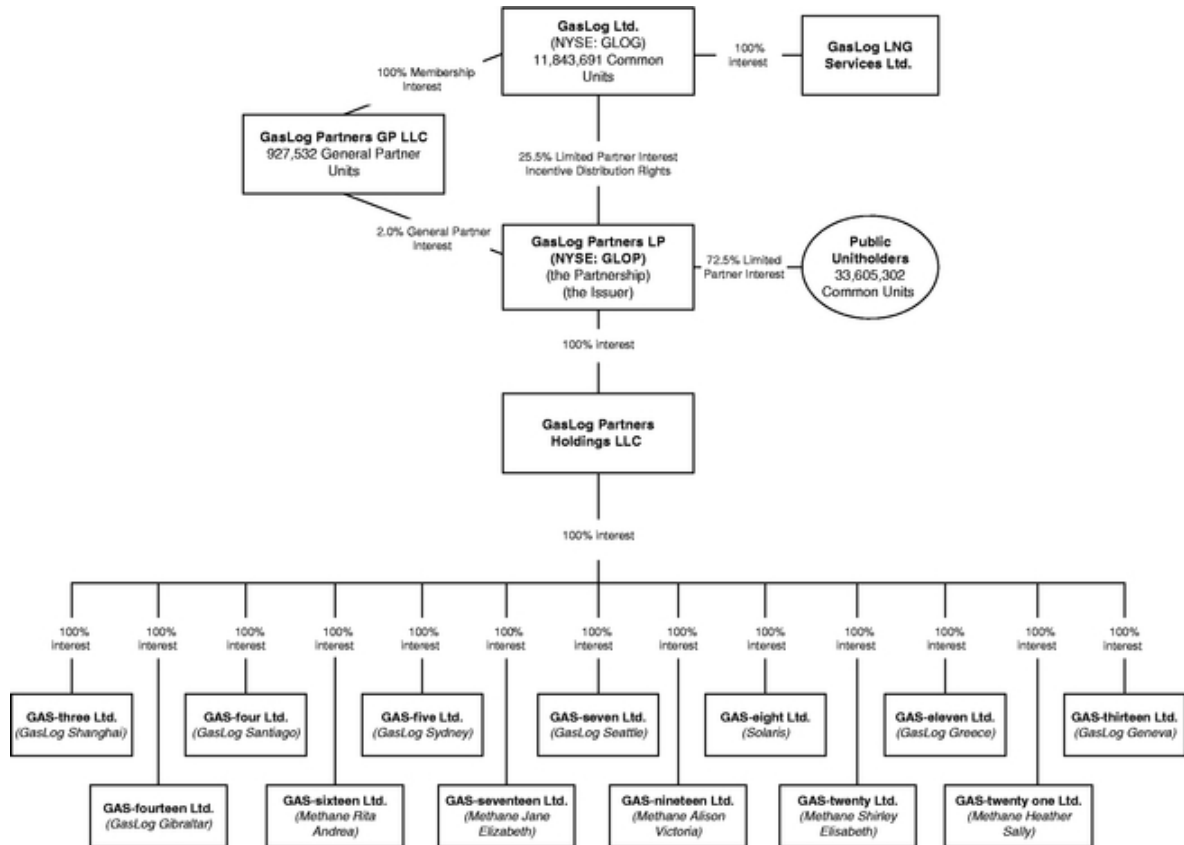 GasLog Ltd.
(NYSE: GLOG)
11,843,691 Common
Units
100%
interest
GasLog LNG
Services Ltd.
100% Membership
Interest
GasLog Partners GP LLC
927,532 General Partner
Units
25.5% Limited Partner Interest
Incentive Distribution Rights
2.0% General Partner
Interest
GasLog Partners LP
(NYSE: GLOP)
(the Partnership)
(the Issuer)
72.5% Limited
Partner Interest
Public
Unitholders
33,605,302
Common Units
100% interest
GasLog Partners
Holdings LLC
100% interest
100%
interest
100%
interest
100%
interest
100%
interest
100%
interest
100%
interest
100%
interest
100%
interest
100%
interest
100%
interest
100%
interest
100%
interest
100%
interest
GAS-three Ltd.
(GasLog Shanghai)
GAS-four Ltd.
(GasLog Santiago)
GAS-five Ltd.
(GasLog Sydney)
GAS-seven Ltd.
(GasLog Seattle)
GAS-eight Ltd.
(Solaris)
GAS-eleven Ltd.
(GasLog Greece)
GAS-thirteen Ltd.
(GasLog Geneva)
GAS-fourteen Ltd.
(GasLog Gibraltar)
GAS-sixteen Ltd.
(Methane Rita
Andrea)
GAS-seventeen Ltd.
(Methane Jane
Elizabeth)
GAS-nineteen Ltd.
(Methane Alison
Victoria)
GAS-twenty Ltd.
(Methane Shirley
Elisabeth)
GAS-twenty one Ltd.
(Methane Heather
Sally)